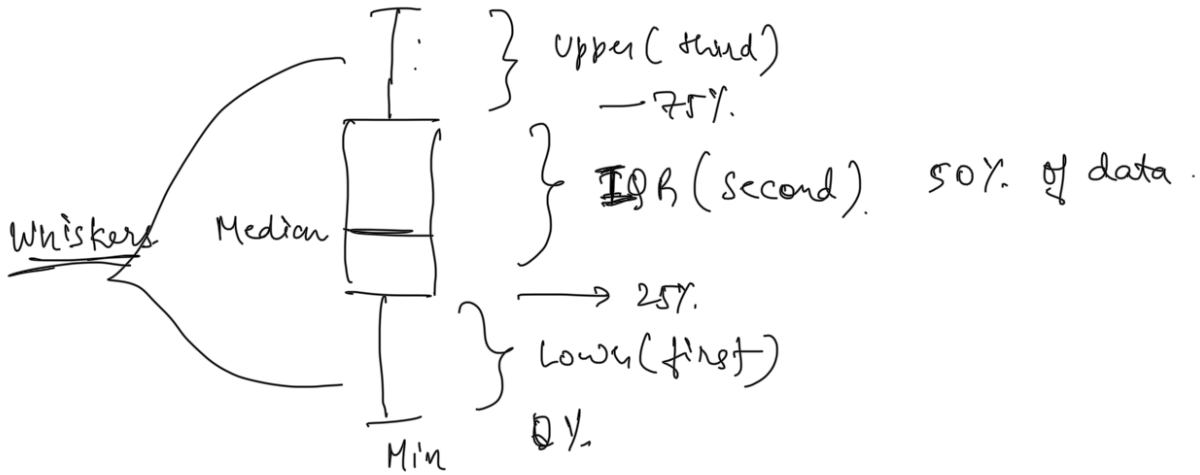 Upper (third)
— 75%.
IQR (second). 50% of data.
Median
Whiskers
→ 25%.
Lower (first)
0%.
Min